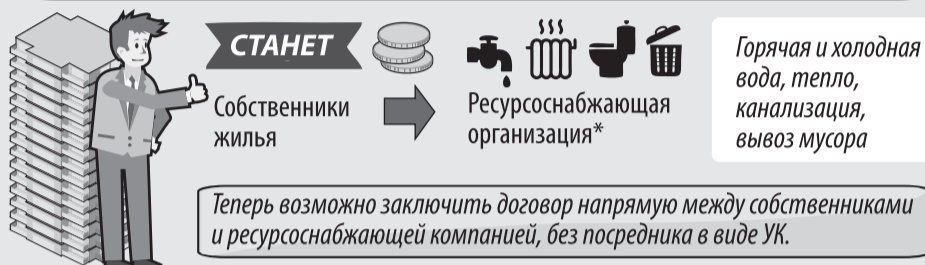 СТАНЕТ
Собственники
жилья
Ресурсоснабжающая
организация*
Горячая и холодная
вода, тепло,
канализация,
вывоз мусора
Теперь возможно заключить договор напрямую между собственниками
и ресурсоснабжающей компанией, без посредника в виде УК.